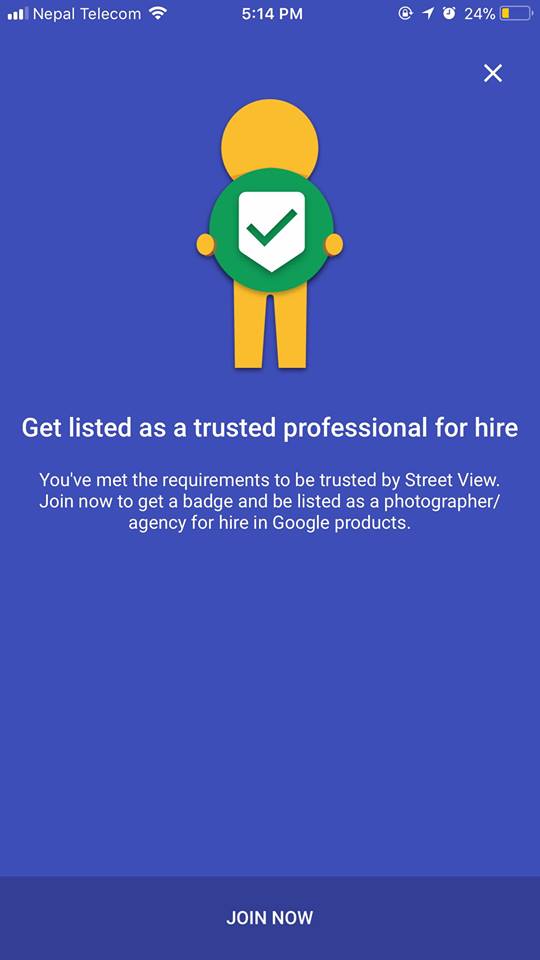 Nepal Telecom 5:14 PM 24%
Get listed as a trusted professional for hire
You've met the requirements to be trusted by Street View.
Join now to get a badge and be listed as a photographer/
agency for hire in Google products.
JOIN NOW